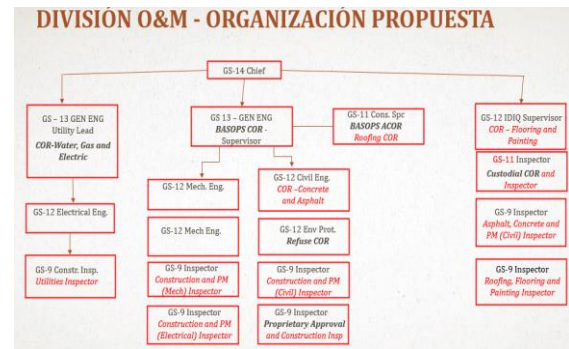 DIVISIÓN O&M - ORGANIZACIÓN PROPUESTA
GS-14 Chief
GS – 13 GEN ENG
Utility Lead
COR-Water, Gas and
Electric
GS-12 Electrical Eng.
GS-9 Constr. Insp.
Utilities Inspector
GS 13 – GEN ENG
BASOPS COR -
Supervisor
GS-11 Cons. Spc
BASOPS ACOR
Roofing COR
GS-12 Mech. Eng.
GS-12 Mech Eng.
GS-9 Inspector
Construction and PM
(Mech) Inspector
GS-9 Inspector
Construction and PM
(Electrical) Inspector
GS-12 Civil Eng.
COR –Concrete
and Asphalt
GS-12 Env Prot.
Refuse COR
GS-9 Inspector
Construction and PM
(Civil) Inspector
GS-9 Inspector
Proprietary Approval
and Construction Insp
GS-12 IDIQ Supervisor
COR – Flooring and
Painting
GS-11 Inspector
Custodial COR and
Inspector
GS-9 Inspector
Asphalt, Concrete and
PM (Civil) Inspector
GS-9 Inspector
Roofing, Flooring and
Painting Inspector